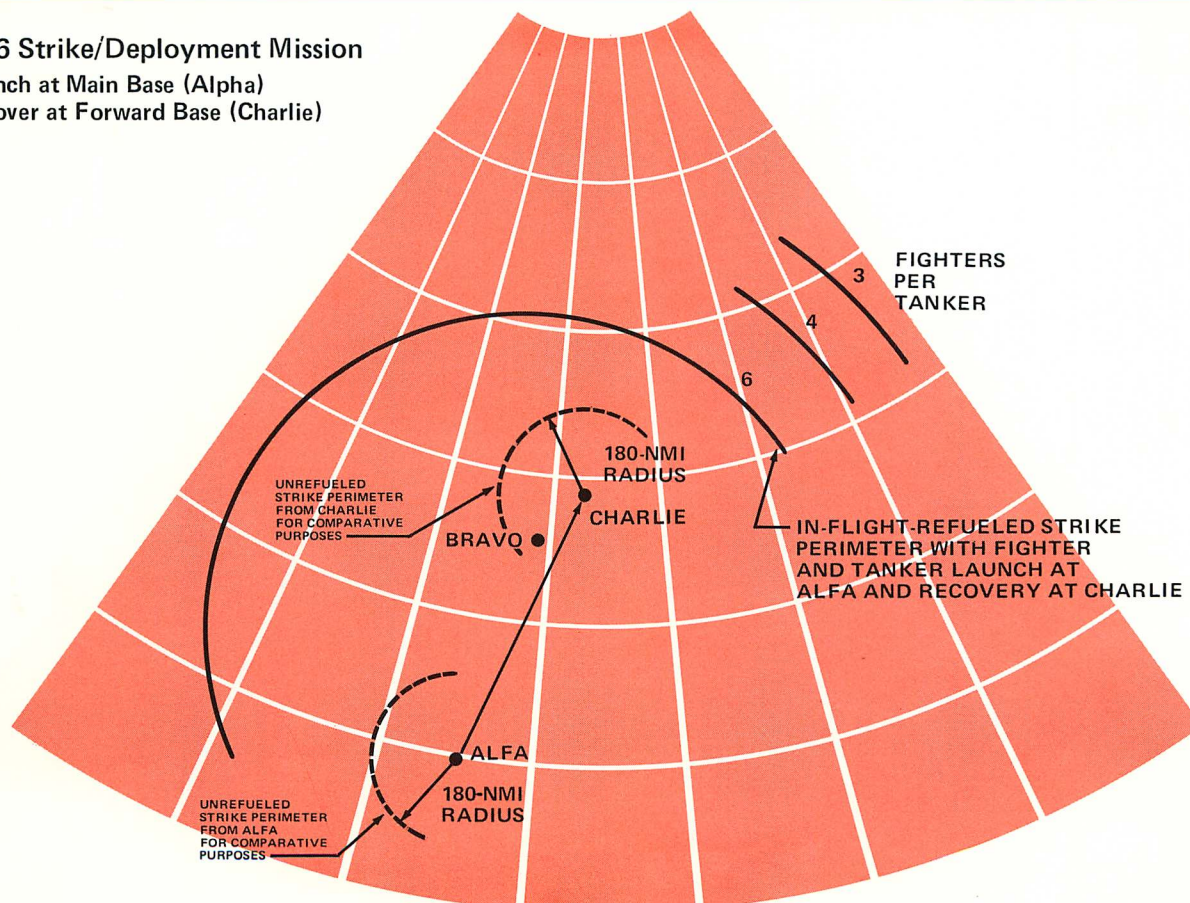 6 Strike/Deployment Mission
nch at Main Base (Alpha)
over at Forward Base (Charlie)
FIGHTERS
PER
TANKER
3
4
6
180-NMI
RADIUS
CHARLIE
UNREFUELED
STRIKE PERIMETER
FROM CHARLIE
FOR COMPARATIVE
PURPOSES
BRAVO
IN-FLIGHT-REFUELED STRIKE
PERIMETER WITH FIGHTER
AND TANKER LAUNCH AT
ALFA AND RECOVERY AT CHARLIE
ALFA
180-NMI
RADIUS
UNREFUELED
STRIKE PERIMETER
FROM ALFA
FOR COMPARATIVE
PURPOSES